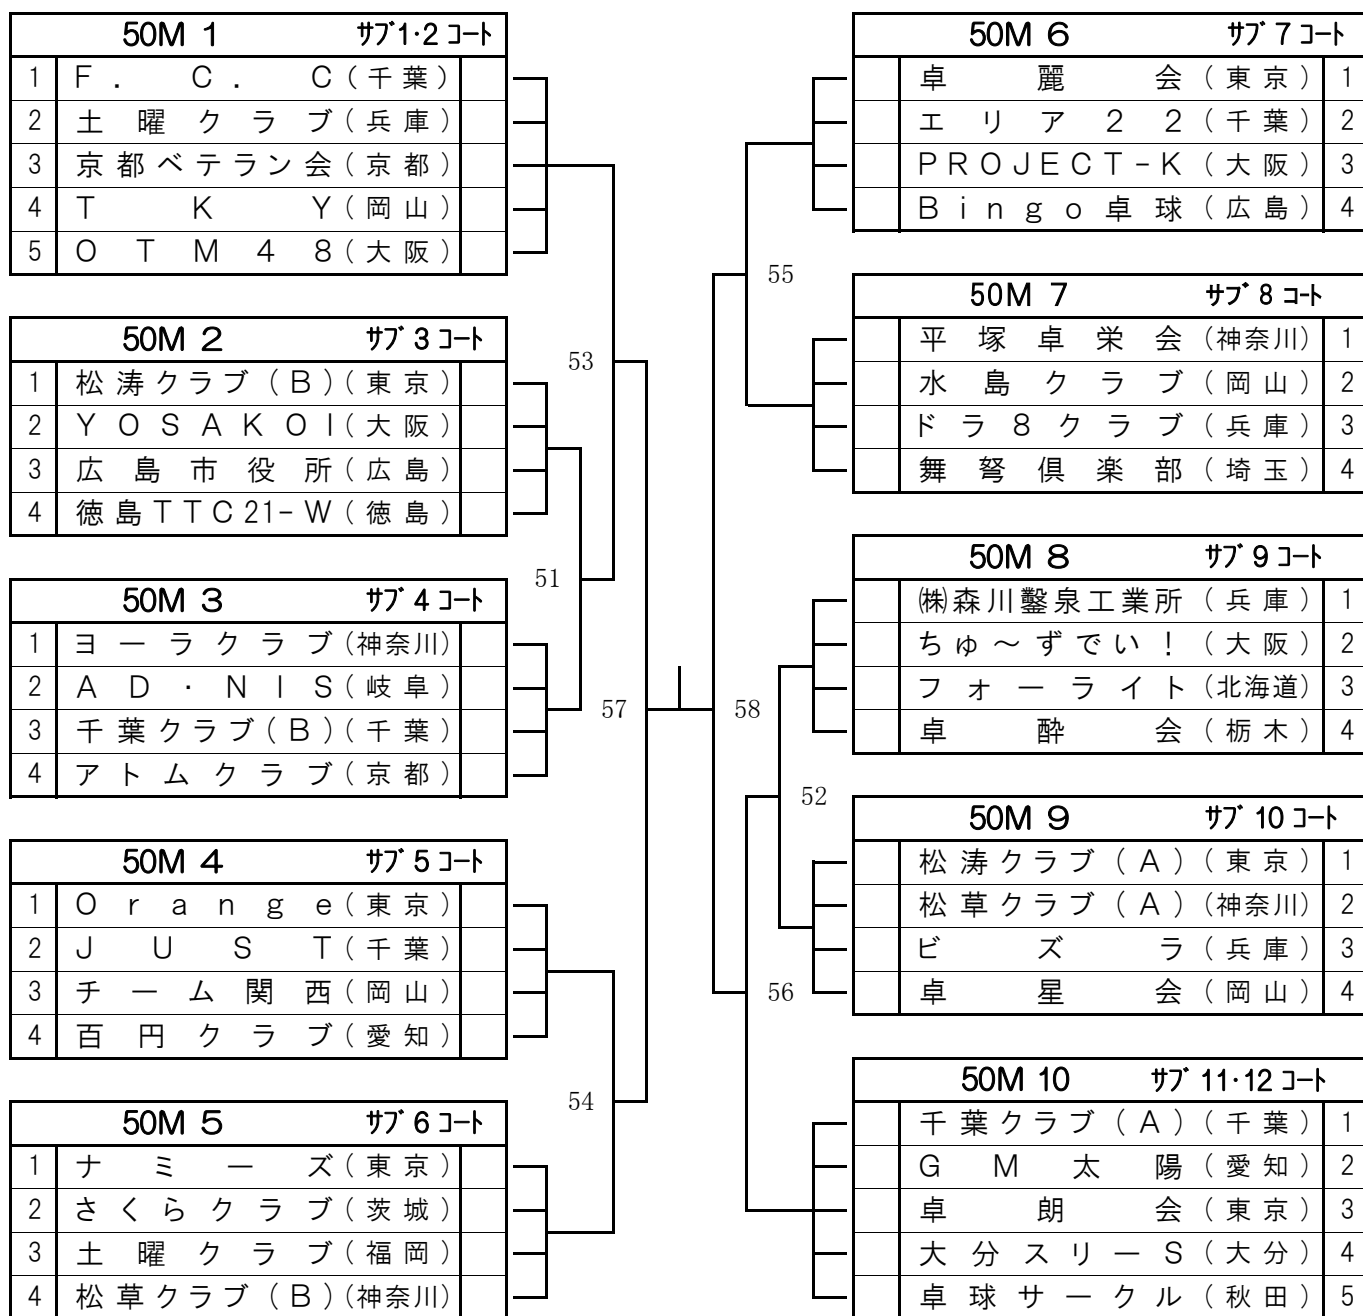 50M 1 サブ1・2 コート
1 F.C.C (千葉)
2 土曜クラブ (兵庫)
3 京都ベテラン会 (京都)
4 TKY (岡山)
5 OTM48 (大阪)
50M 2 サブ 3 コート
1 松涛クラブ(B) (東京)
2 YOSAKOI (大阪)
3 広島市役所 (広島)
4 徳島TTC21-W (徳島)
50M 3 サブ 4 コート
1 ヨーラクラブ (神奈川)
2 AD・NIS (岐阜)
3 千葉クラブ(B) (千葉)
4 アトムクラブ (京都)
50M 4 サブ 5 コート
1 Orange (東京)
2 JUST (千葉)
3 チーム関西 (岡山)
4 百円クラブ (愛知)
50M 5 サブ 6 コート
1 ナミーズ (東京)
2 さくらクラブ (茨城)
3 土曜クラブ (福岡)
4 松草クラブ(B) (神奈川)
53
51
57
54
55
58
52
56
50M 6 サブ 7 コート
卓麗会 (東京) 1
エリア22 (千葉) 2
PROJECT-K (大阪) 3
Bingo卓球 (広島) 4
50M 7 サブ 8 コート
平塚卓栄会 (神奈川) 1
水島クラブ (岡山) 2
ドラ8クラブ (兵庫) 3
舞弩倶楽部 (埼玉) 4
50M 8 サブ 9 コート
㈱森川鑿泉工業所 (兵庫) 1
ちゅ~ずでい! (大阪) 2
フォーライト (北海道) 3
卓酔会 (栃木) 4
50M 9 サブ 10 コート
松涛クラブ(A) (東京) 1
松草クラブ(A) (神奈川) 2
ビズラ (兵庫) 3
卓星会 (岡山) 4
50M 10 サブ 11・12 コート
千葉クラブ(A) (千葉) 1
GM太陽 (愛知) 2
卓朗会 (東京) 3
大分スリーS (大分) 4
卓球サークル (秋田) 5